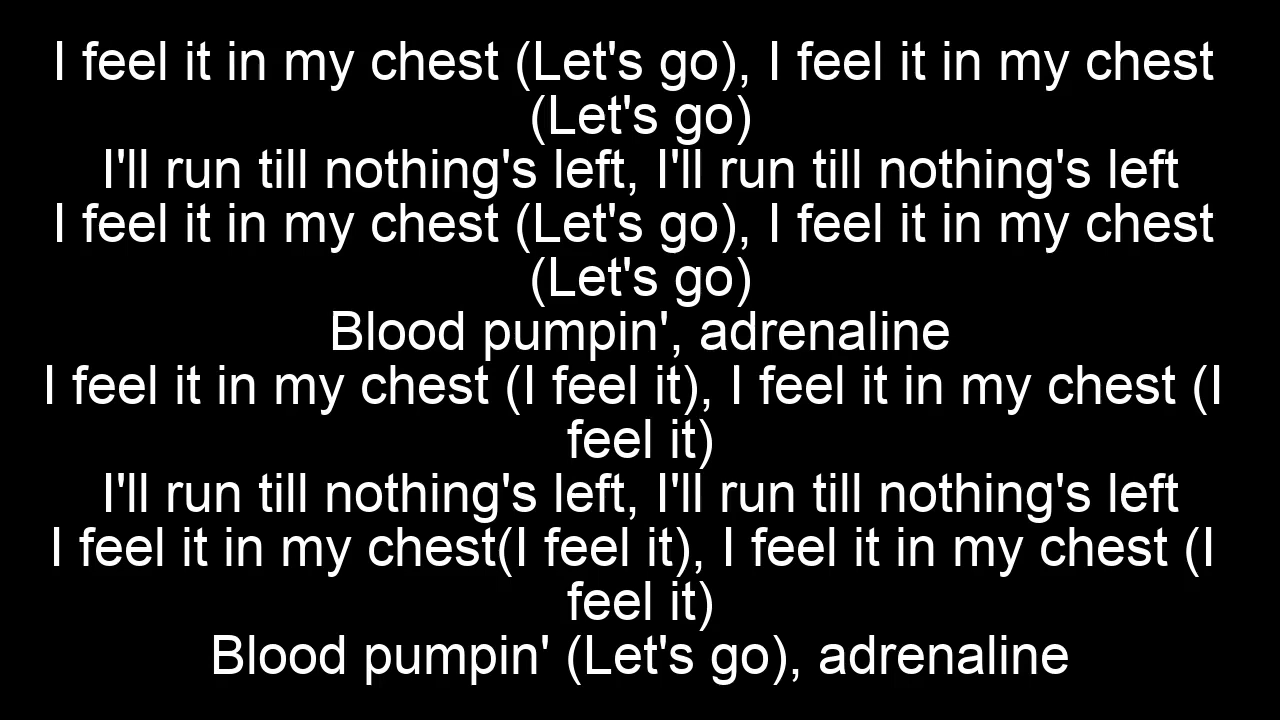 I feel it in my chest (Let's go), I feel it in my chest
(Let's go)
I'll run till nothing's left, I'll run till nothing's left
I feel it in my chest (Let's go), I feel it in my chest
(Let's go)
Blood pumpin', adrenaline
I feel it in my chest (I feel it), I feel it in my chest (I
feel it)
I'll run till nothing's left, I'll run till nothing's left
I feel it in my chest(I feel it), I feel it in my chest (I
feel it)
Blood pumpin' (Let's go), adrenaline